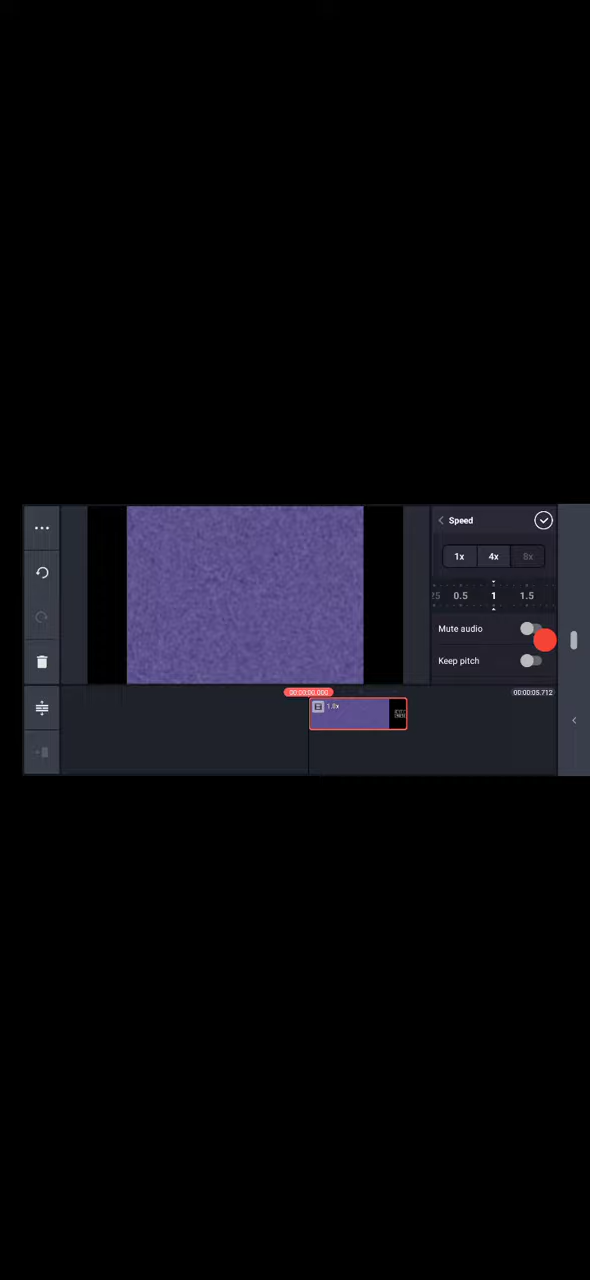 Speed
1x 4x 8x
0.5 1 1.5
Mute audio
Keep pitch
00:00:00.000
00:00:05.712
1.0x